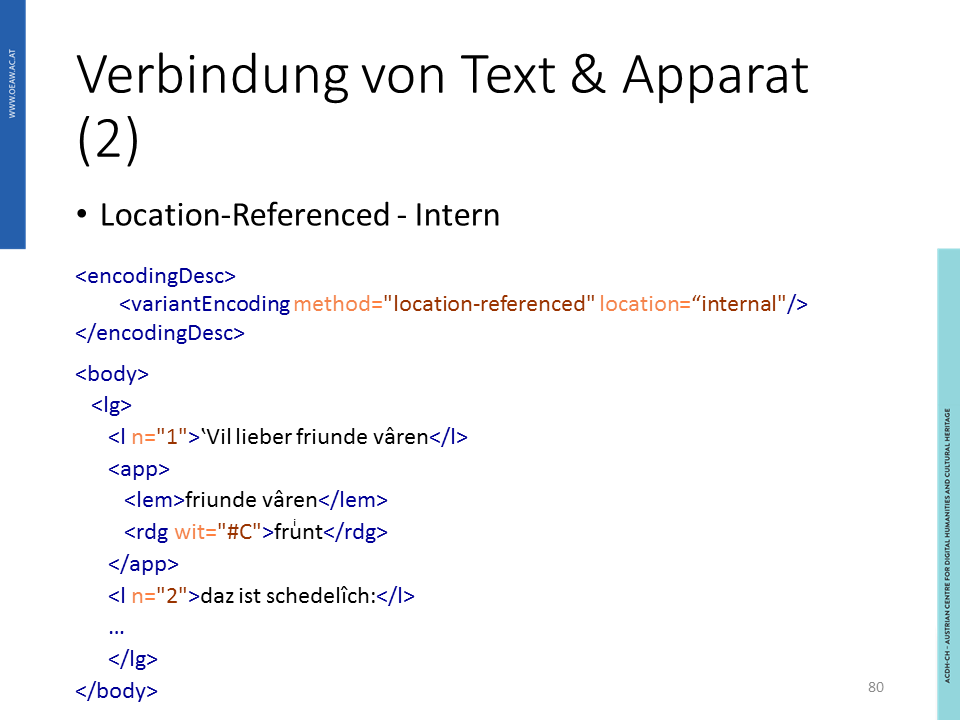 WWW.OEAW.AC.AT
Verbindung von Text & Apparat
(2)
• Location-Referenced - Intern
<encodingDesc>
<variantEncoding method="location-referenced" location=“internal"/>
</encodingDesc>
<body>
<lg>
<l n="1">‛Vil lieber friunde vâren</l>
<app>
<lem>friunde vâren</lem>
<rdg wit="#C">fruͥnt</rdg>
</app>
<l n="2">daz ist schedelîch:</l>
...
</lg>
</body>
80
ACDH-CH – AUSTRIAN CENTRE FOR DIGITAL HUMANITIES AND CULTURAL HERITAGE